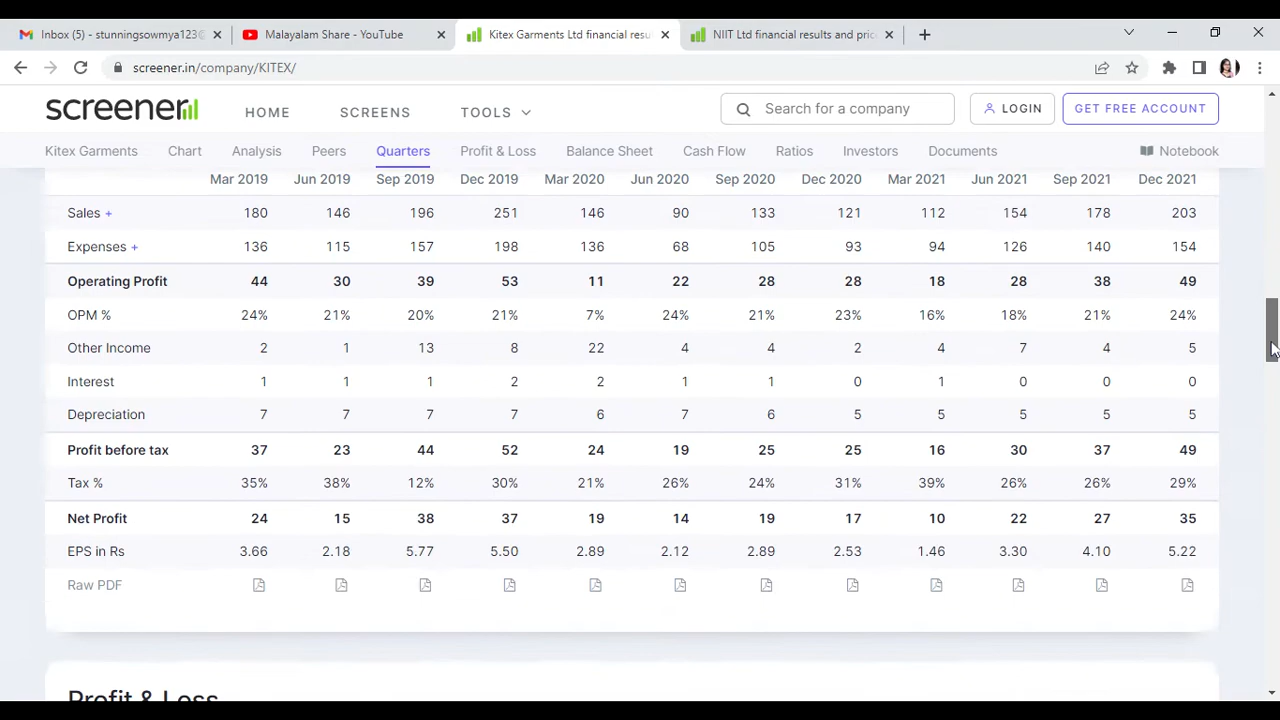 Inbox (5) - stunningsowmya123@ Malayalam Share - YouTube Kitex Garments Ltd financial resu NIIT Ltd financial results and pric
screener.in/company/KITEX/
screener HOME SCREENS TOOLS Search for a company LOGIN GET FREE ACCOUNT
Kitex Garments Chart Analysis Peers Quarters Profit & Loss Balance Sheet Cash Flow Ratios Investors Documents Notebook
Mar 2019 Jun 2019 Sep 2019 Dec 2019 Mar 2020 Jun 2020 Sep 2020 Dec 2020 Mar 2021 Jun 2021 Sep 2021 Dec 2021
Sales + 180 146 196 251 146 90 133 121 112 154 178 203
Expenses + 136 115 157 198 136 68 105 93 94 126 140 154
Operating Profit 44 30 39 53 11 22 28 28 18 28 38 49
OPM % 24% 21% 20% 21% 7% 24% 21% 23% 16% 18% 21% 24%
Other Income 2 1 13 8 22 4 4 2 4 7 4 5
Interest 1 1 1 2 2 1 1 0 1 0 0 0
Depreciation 7 7 7 7 6 7 6 5 5 5 5 5
Profit before tax 37 23 44 52 24 19 25 25 16 30 37 49
Tax % 35% 38% 12% 30% 21% 26% 24% 31% 39% 26% 26% 29%
Net Profit 24 15 38 37 19 14 19 17 10 22 27 35
EPS in Rs 3.66 2.18 5.77 5.50 2.89 2.12 2.89 2.53 1.46 3.30 4.10 5.22
Raw PDF
Profit & Loss